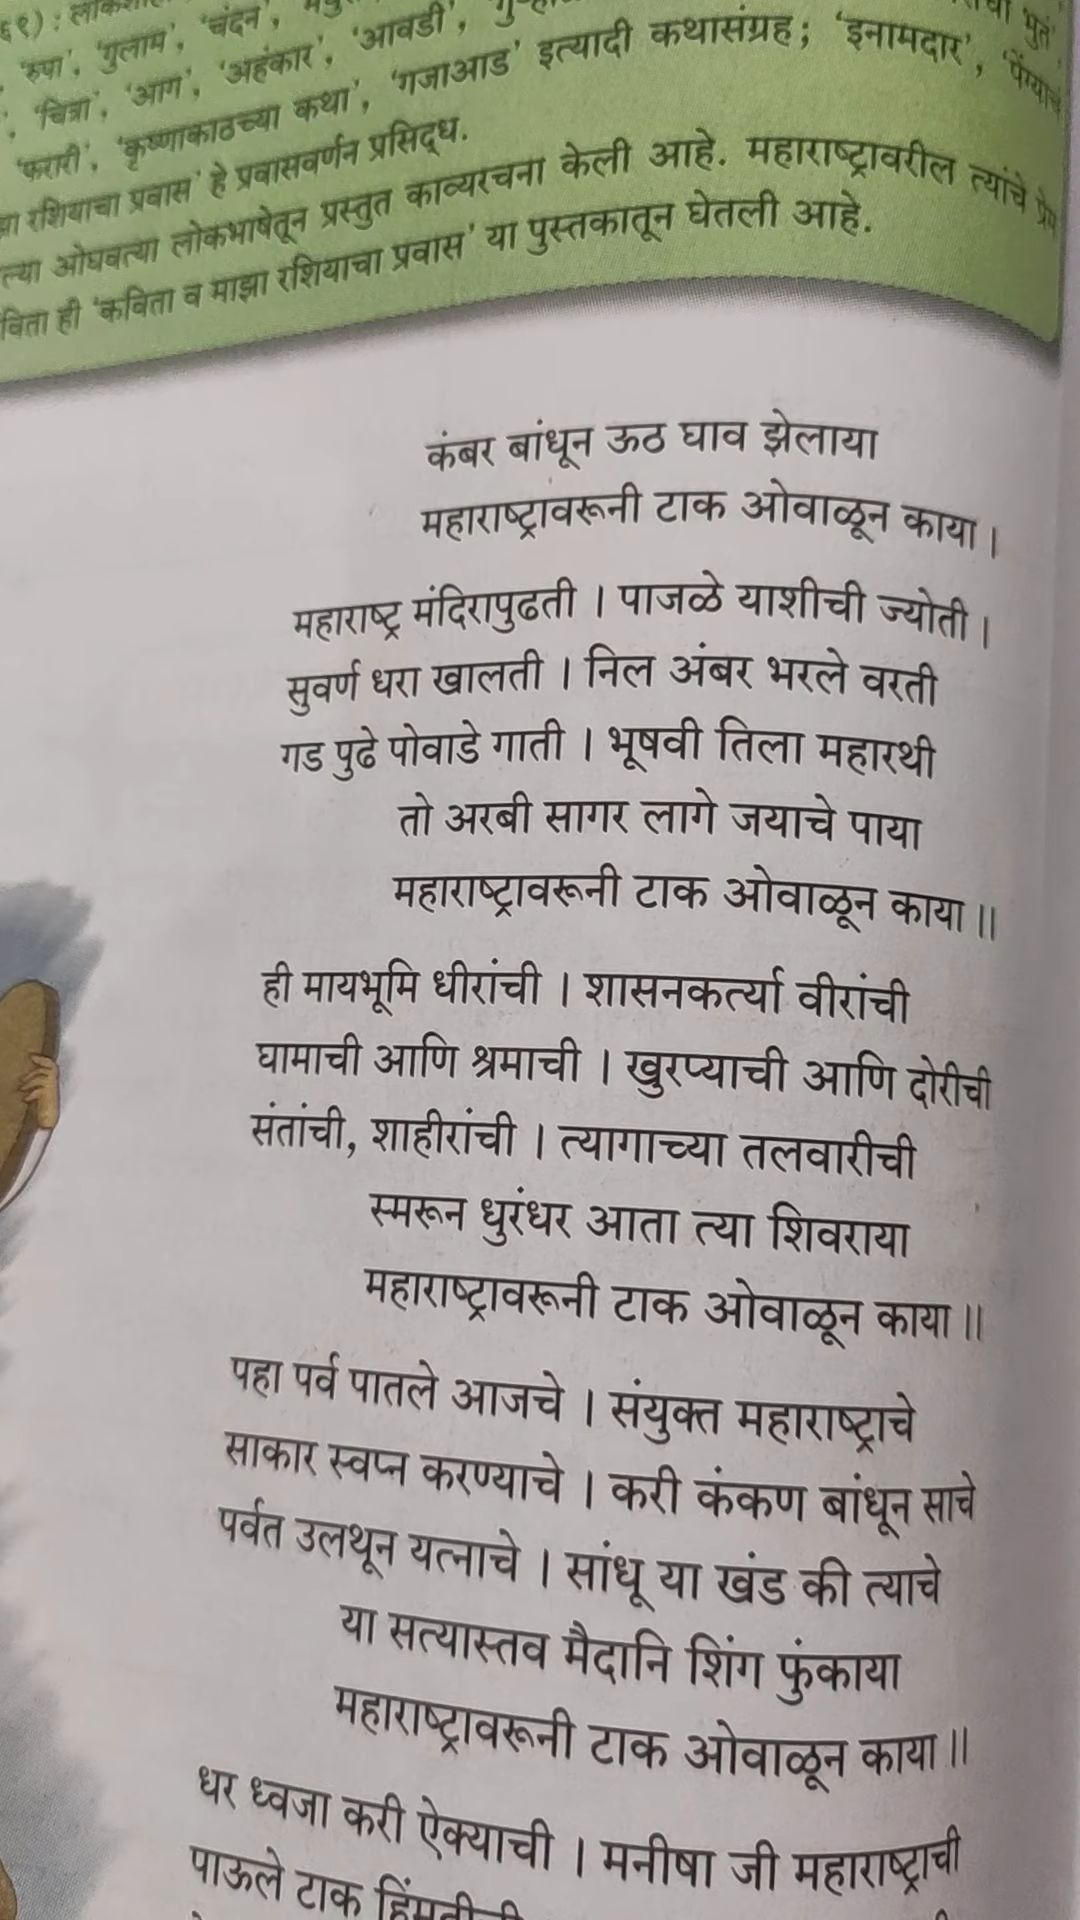 ६१) :
'रुपा', 'गुलाम', 'चंदन',
'चित्रा', 'आग', 'अहंकार', 'आवडी',
'फरारी', 'कृष्णाकाठच्या कथा', 'गजाआड' इत्यादी कथासंग्रह; 'इनामदार',
रशियाचा प्रवास' हे प्रवासवर्णन प्रसिद्ध.
त्या ओघवत्या लोकभाषेतून प्रस्तुत काव्यरचना केली आहे. महाराष्ट्रावरील त्यांचे प्रेम
विता ही 'कविता व माझा रशियाचा प्रवास' या पुस्तकातून घेतली आहे.
कंबर बांधून ऊठ घाव झेलाया
महाराष्ट्रावरूनी टाक ओवाळून काया ।
महाराष्ट्र मंदिरापुढती । पाजळे याशीची ज्योती ।
सुवर्ण धरा खालती । निल अंबर भरले वरती
गड पुढे पोवाडे गाती । भूषवी तिला महारथी
तो अरबी सागर लागे जयाचे पाया
महाराष्ट्रावरूनी टाक ओवाळून काया ॥
ही मायभूमि धीरांची । शासनकर्त्या वीरांची
घामाची आणि श्रमाची । खुरप्याची आणि दोरीची
संतांची, शाहीरांची । त्यागाच्या तलवारीची
स्मरून धुरंधर आता त्या शिवराया
महाराष्ट्रावरूनी टाक ओवाळून काया ॥
पहा पर्व पातले आजचे । संयुक्त महाराष्ट्राचे
साकार स्वप्न करण्याचे । करी कंकण बांधून साचे
पर्वत उलथून यत्नाचे । सांधू या खंड की त्याचे
या सत्यास्तव मैदानि शिंग फुंकाया
महाराष्ट्रावरूनी टाक ओवाळून काया ॥
धर ध्वजा करी ऐक्याची । मनीषा जी महाराष्ट्राची
पाऊले टाक